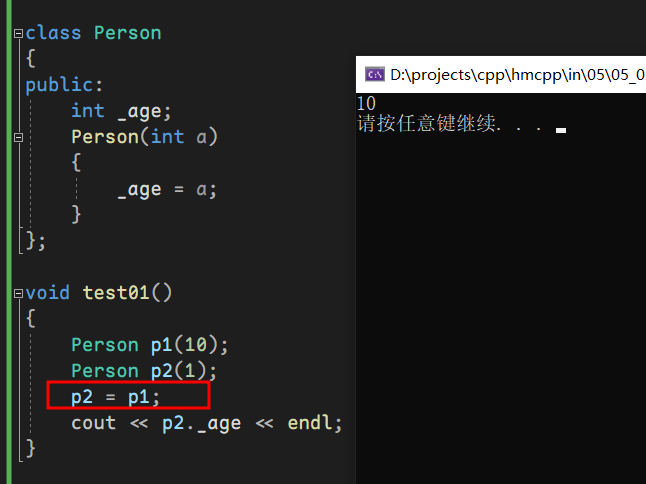 class Person
{
public:
    int _age;
    Person(int a)
    {
        _age = a;
    }
};
void test01()
{
    Person p1(10);
    Person p2(1);
    p2 = p1;
    cout << p2._age << endl;
}
D:\projects\cpp\hmcpp\in\05\05_0
10
请按任意键继续. . .